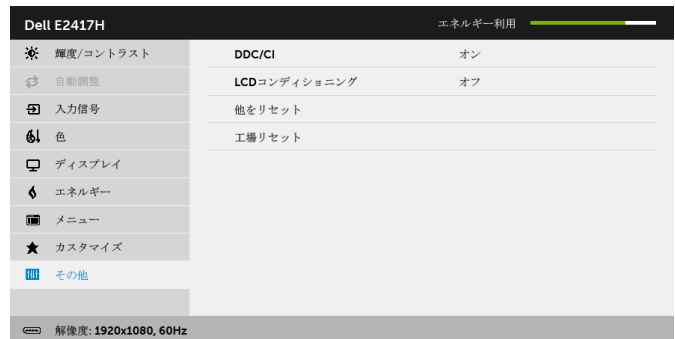 Dell E2417H エネルギー利用
輝度/コントラスト
自動調整
入力信号
色
ディスプレイ
エネルギー
メニュー
カスタマイズ
その他
DDC/CI オン
LCDコンディショニング オフ
他をリセット
工場リセット
解像度: 1920x1080, 60Hz